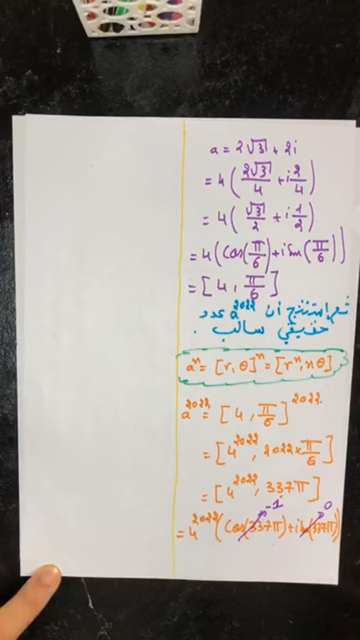 a = 2√3 + 2i
= 4 ( 2√3/4 + i 2/4 )
= 4 ( √3/2 + i 1/2 )
= 4 ( cos(π/6) + i sin(π/6) )
= [ 4 , π/6 ]
ثم استنتج أن a^2022 عدد
حقيقي سالب .
a^n = [r, θ]^n = [r^n, nθ]
a^2022 = [ 4 , π/6 ]^2022
= [ 4^2022 , 2022 × π/6 ]
= [ 4^2022 , 337π ]
-1 0
= 4^2022 ( cos(337π) + i sin(337π) )